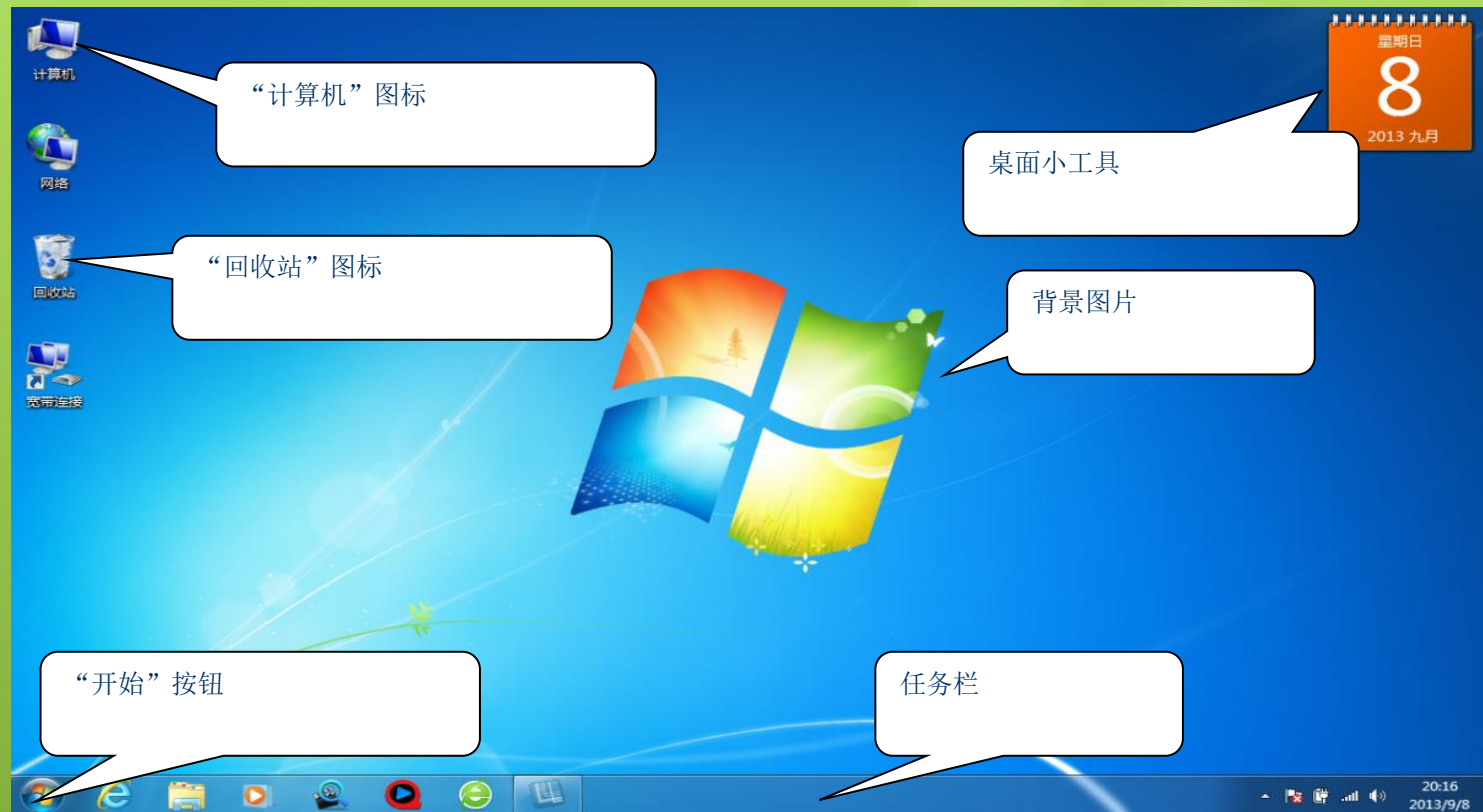 计算机
“计算机”图标
星期日
8
2013 九月
桌面小工具
网络
回收站
“回收站”图标
背景图片
宽带连接
“开始”按钮
任务栏
20:16
2013/9/8